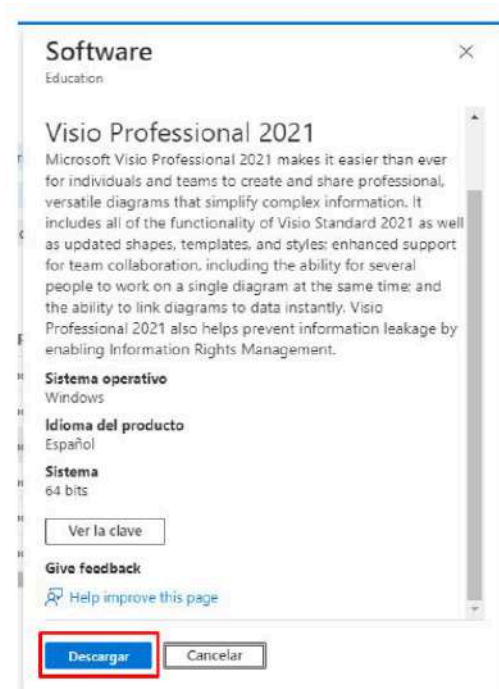 Software
Education
Visio Professional 2021
Microsoft Visio Professional 2021 makes it easier than ever
for individuals and teams to create and share professional,
versatile diagrams that simplify complex information. It
includes all of the functionality of Visio Standard 2021 as well
as updated shapes, templates, and styles; enhanced support
for team collaboration, including the ability for several
people to work on a single diagram at the same time; and
the ability to link diagrams to data instantly. Visio
Professional 2021 also helps prevent information leakage by
enabling Information Rights Management.
Sistema operativo
Windows
Idioma del producto
Español
Sistema
64 bits
Ver la clave
Give feedback
Help improve this page
Descargar Cancelar